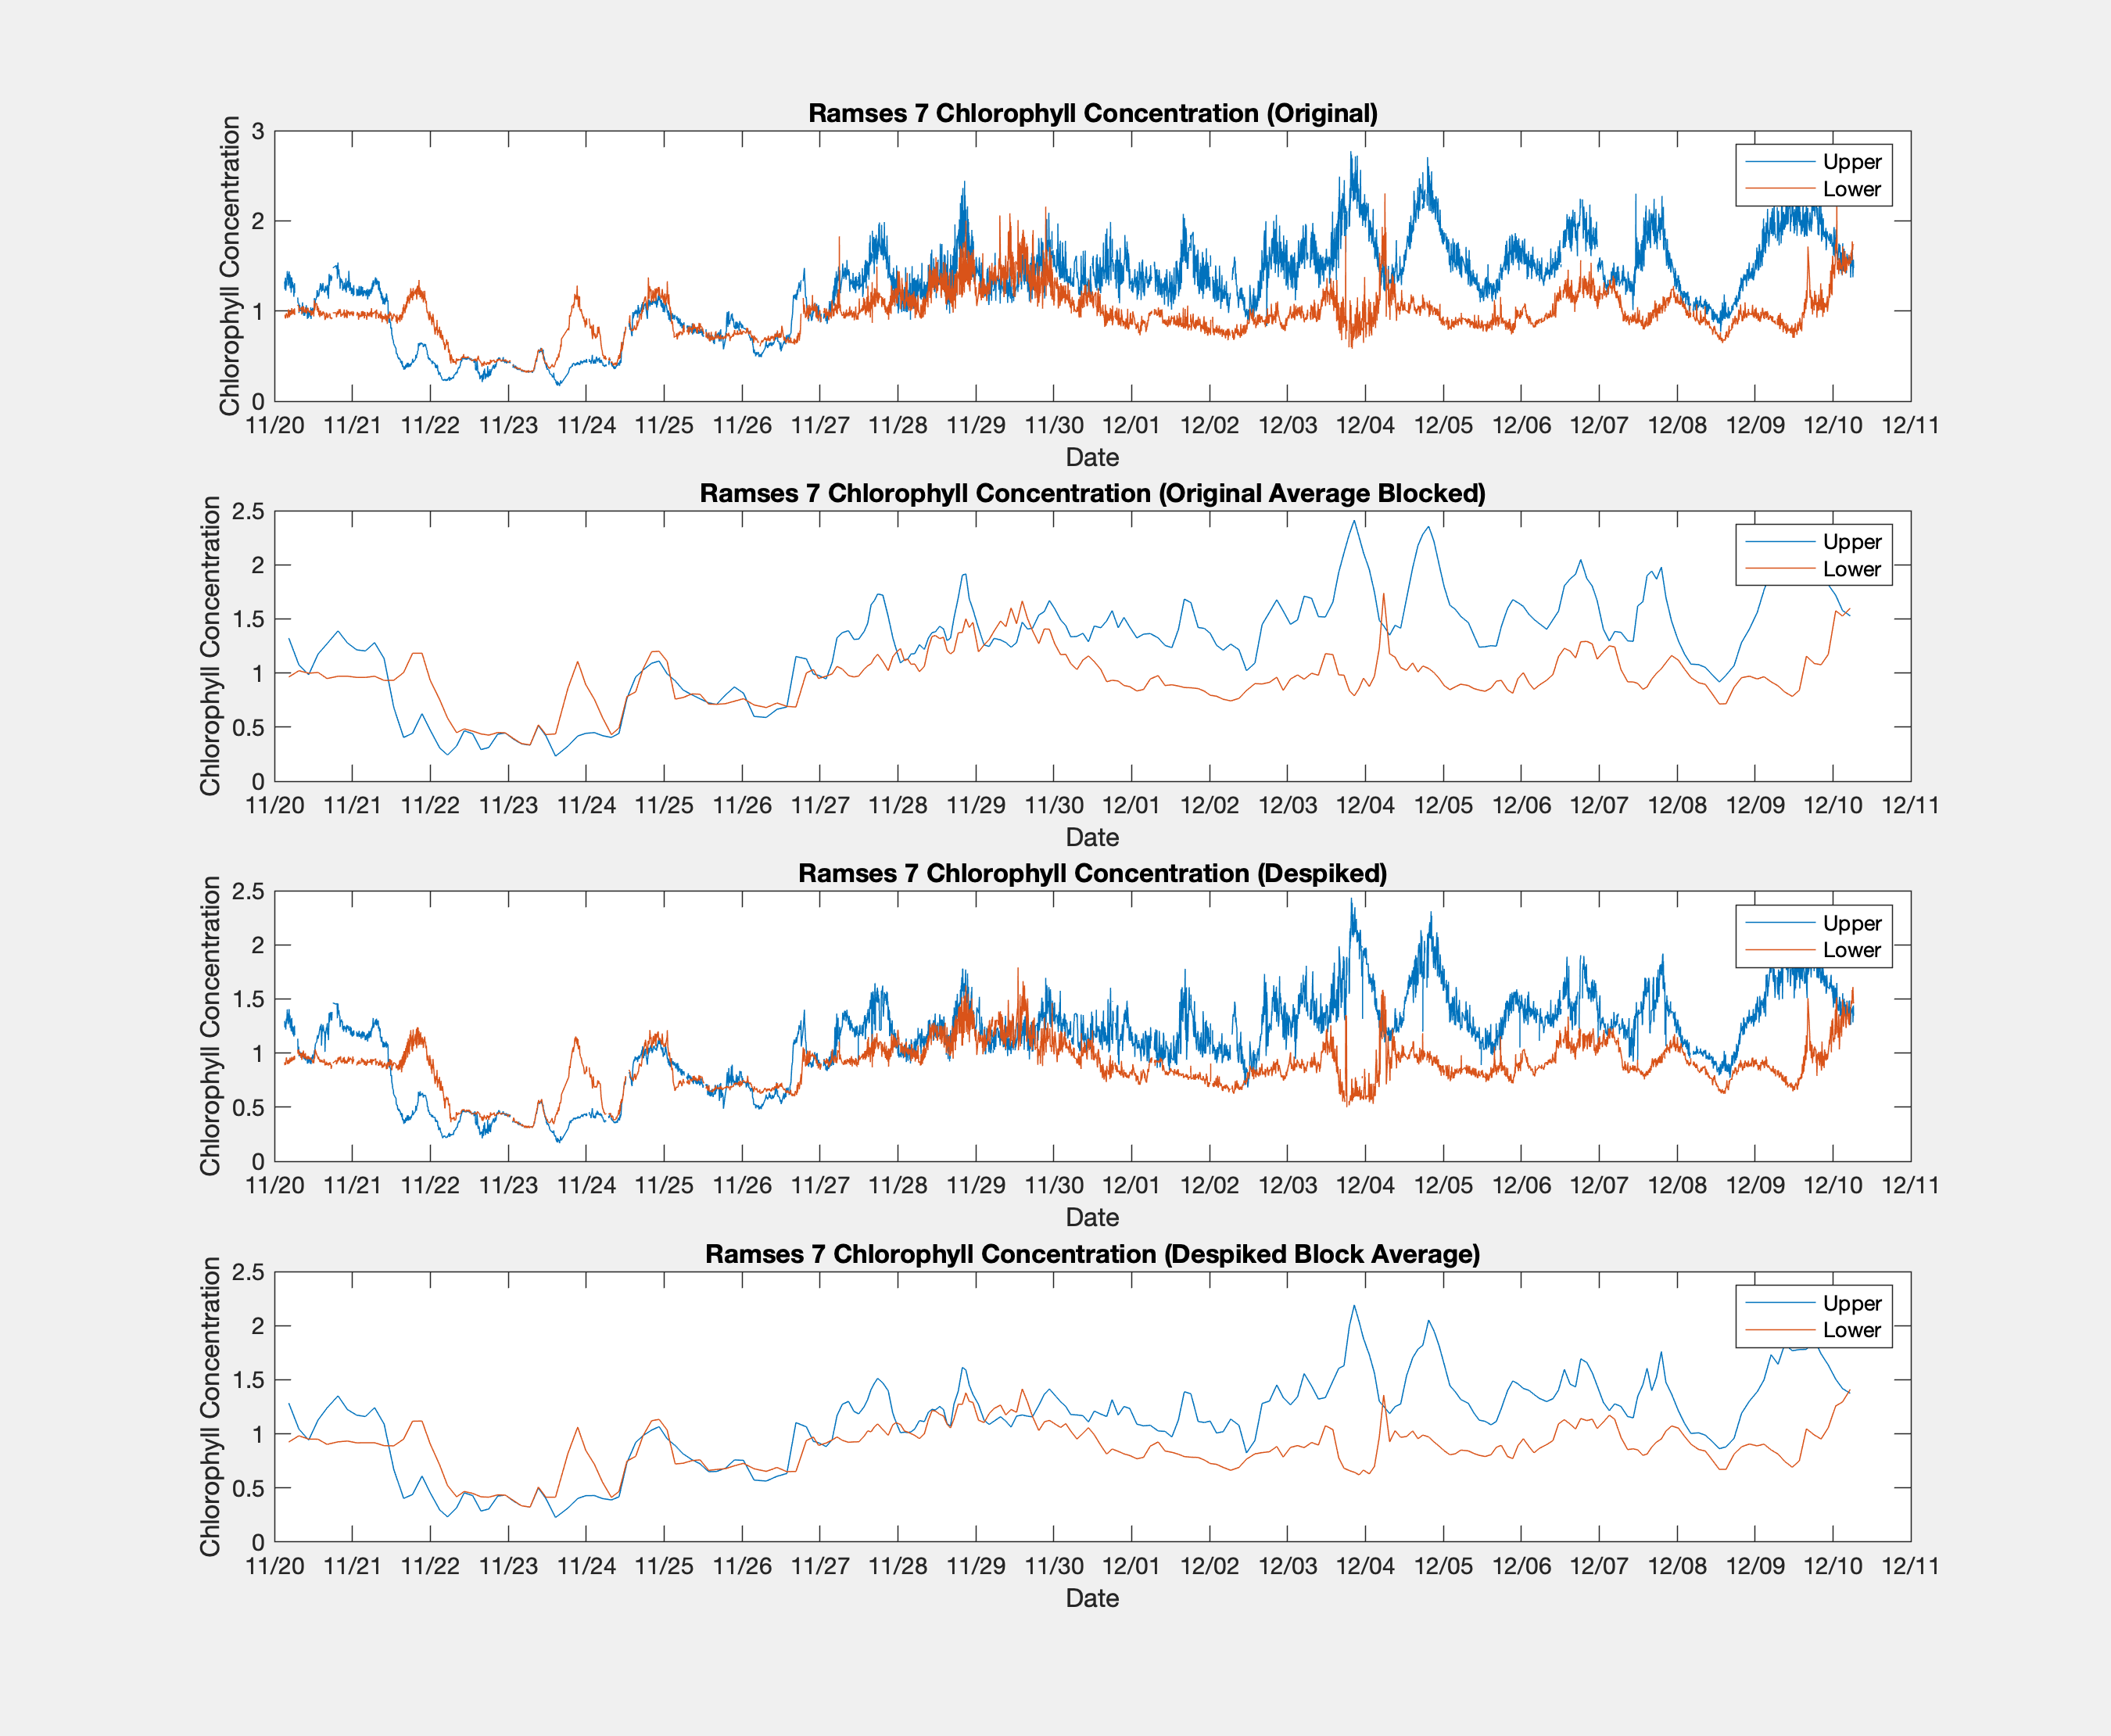 Ramses 7 Chlorophyll Concentration (Original)
Chlorophyll Concentration
3
2
1
0
Upper
Lower
11/20 11/21 11/22 11/23 11/24 11/25 11/26 11/27 11/28 11/29 11/30 12/01 12/02 12/03 12/04 12/05 12/06 12/07 12/08 12/09 12/10 12/11
Date
Ramses 7 Chlorophyll Concentration (Original Average Blocked)
Chlorophyll Concentration
2.5
2
1.5
1
0.5
0
Upper
Lower
11/20 11/21 11/22 11/23 11/24 11/25 11/26 11/27 11/28 11/29 11/30 12/01 12/02 12/03 12/04 12/05 12/06 12/07 12/08 12/09 12/10 12/11
Date
Ramses 7 Chlorophyll Concentration (Despiked)
Chlorophyll Concentration
2.5
2
1.5
1
0.5
0
Upper
Lower
11/20 11/21 11/22 11/23 11/24 11/25 11/26 11/27 11/28 11/29 11/30 12/01 12/02 12/03 12/04 12/05 12/06 12/07 12/08 12/09 12/10 12/11
Date
Ramses 7 Chlorophyll Concentration (Despiked Block Average)
Chlorophyll Concentration
2.5
2
1.5
1
0.5
0
Upper
Lower
11/20 11/21 11/22 11/23 11/24 11/25 11/26 11/27 11/28 11/29 11/30 12/01 12/02 12/03 12/04 12/05 12/06 12/07 12/08 12/09 12/10 12/11
Date